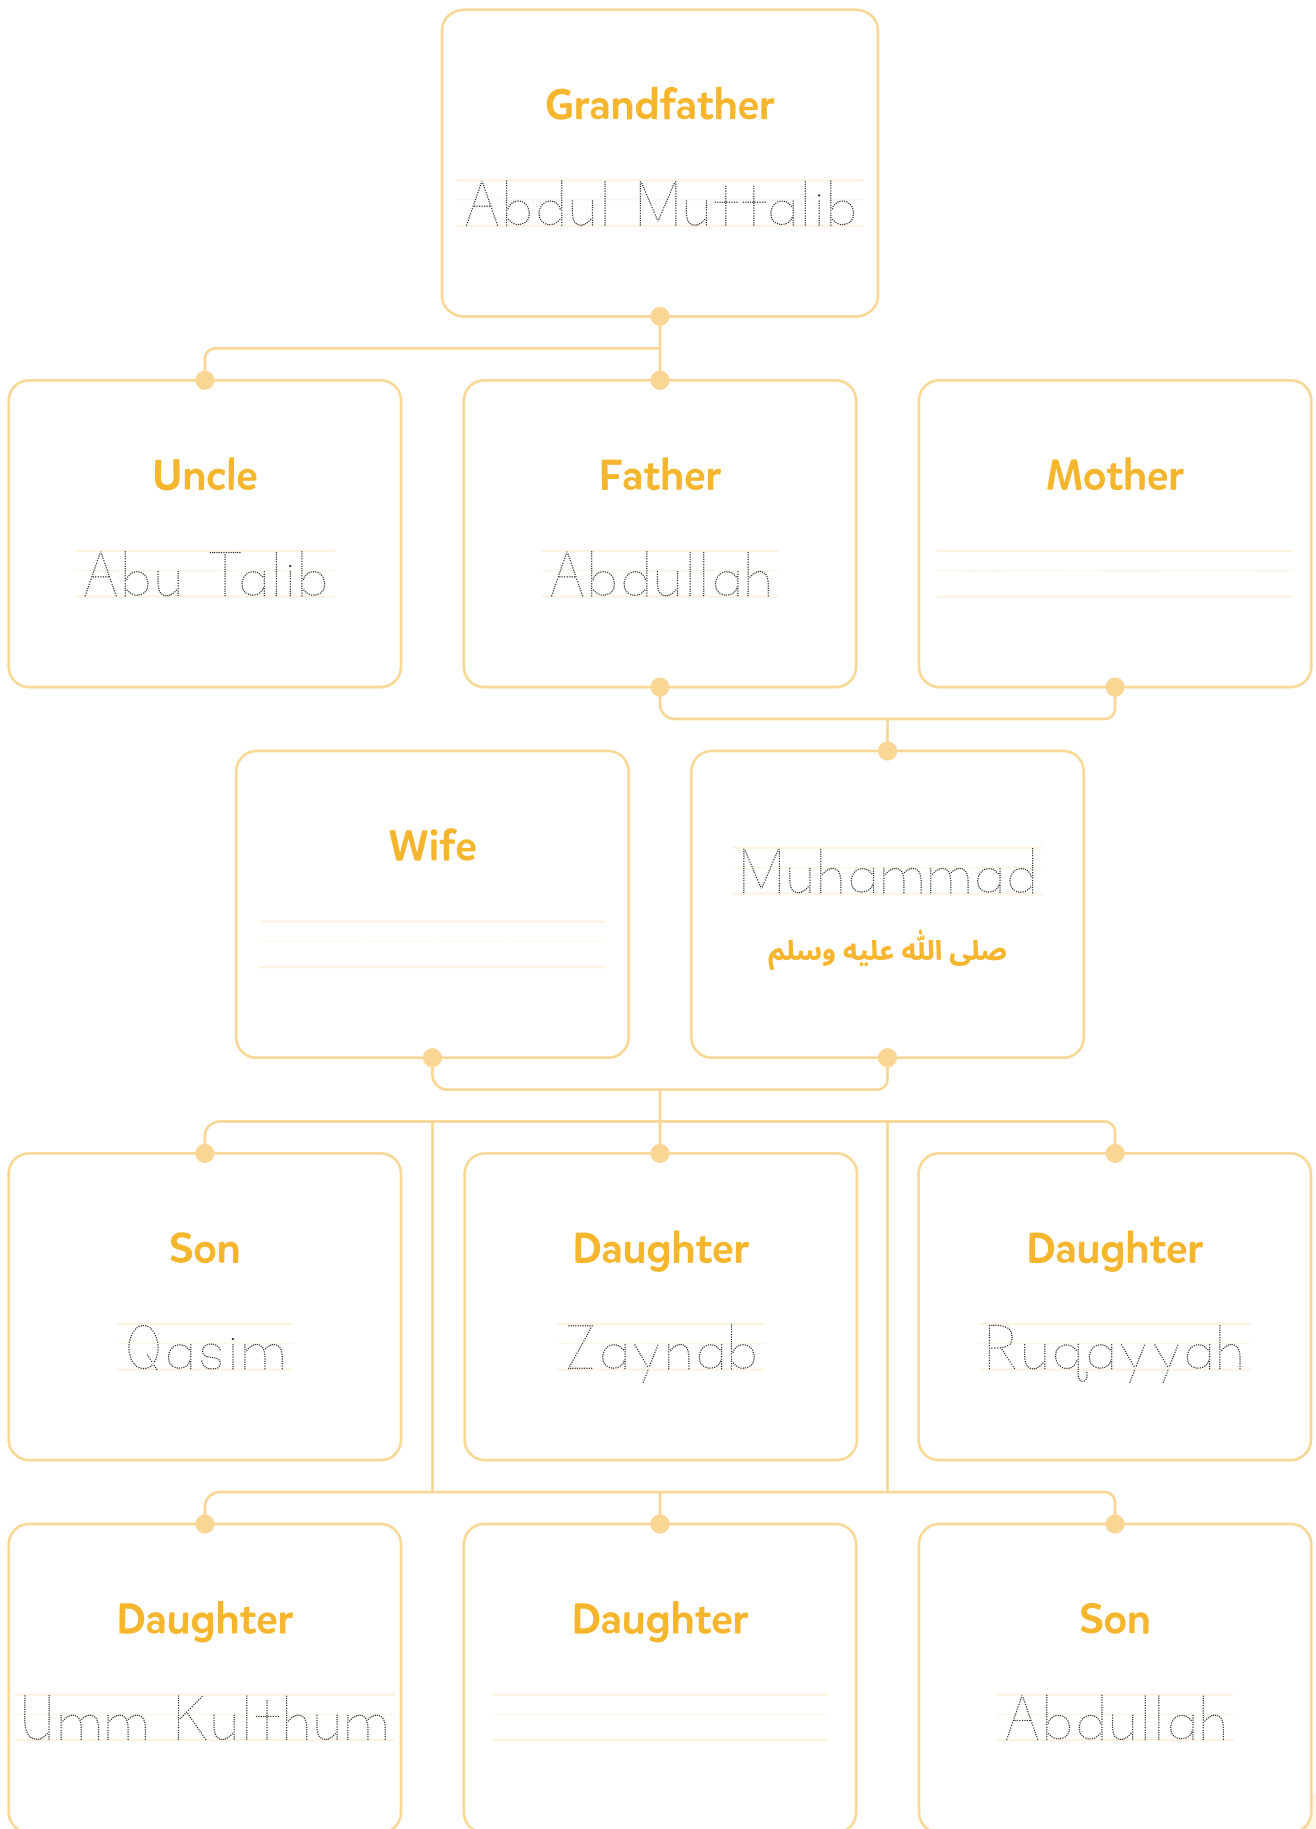 Grandfather
Abdul Muttalib
Uncle
Abu Talib
Father
Abdullah
Mother
Wife
Muhammad
صلى الله عليه وسلم
Son
Qasim
Daughter
Zaynab
Daughter
Ruqayyah
Daughter
Umm Kulthum
Daughter
Son
Abdullah